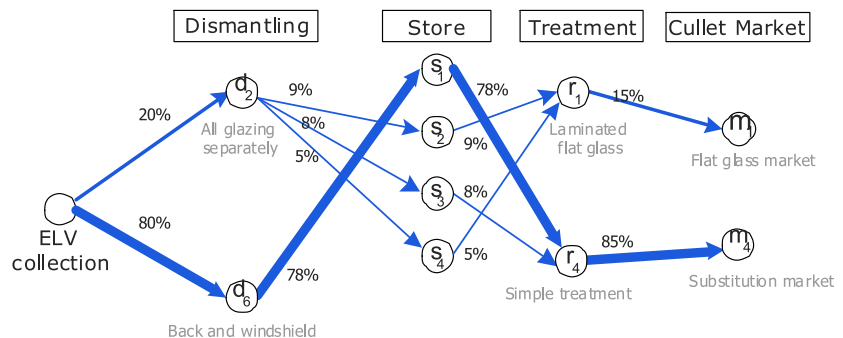 Dismantling
Store
Treatment
Cullet Market
d2
s1
78%
9%
r1
15%
20%
8%
All glazing
separately
5%
s2
9%
Laminated
flat glass
m
Flat glass market
80%
s3
8%
ELV
collection
78%
s4
5%
r4
85%
m4
d6
Simple treatment
Substitution market
Back and windshield